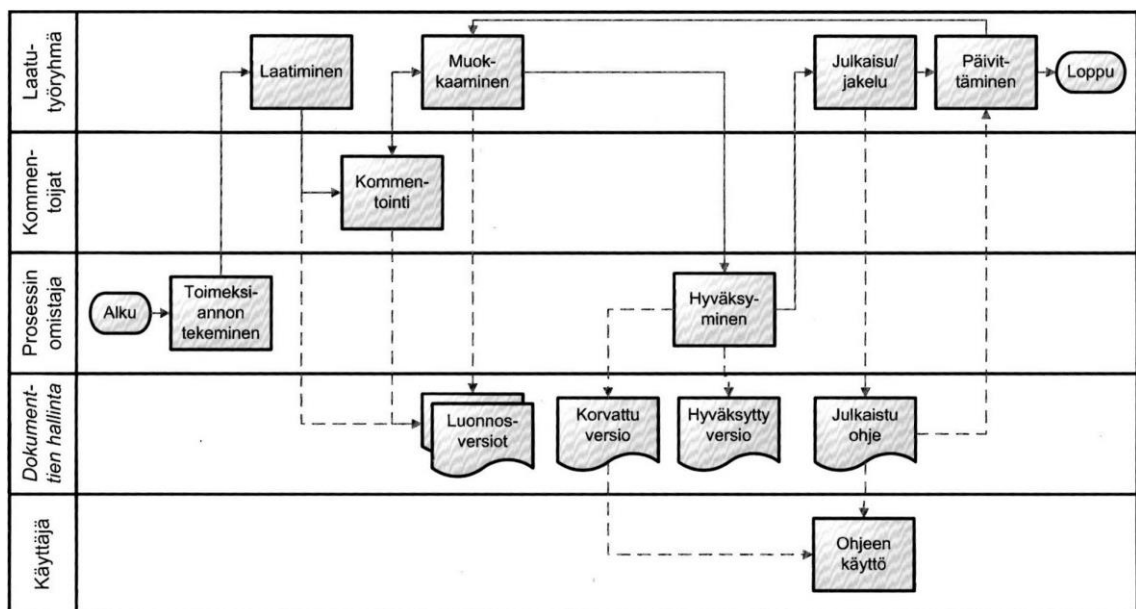 Laatu-
työryhmä
Laatiminen
Muok-
kaaminen
Julkaisu/
jakelu
Päivit-
täminen
Loppu
Kommen-
toijat
Kommen-
tointi
Prosessin
omistaja
Alku
Toimeksi-
annon
tekeminen
Hyväksy-
minen
Dokument-
tien hallinta
Luonnos-
versiot
Korvattu
versio
Hyväksytty
versio
Julkaistu
ohje
Käyttäjä
Ohjeen
käyttö